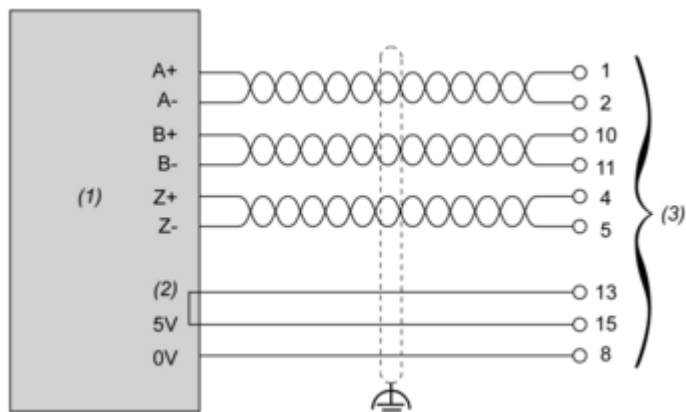 A+ 1
A- 2
B+ 10
B- 11
(1)
Z+ 4
Z- 5
(3)
(2) 13
5V 15
0V 8